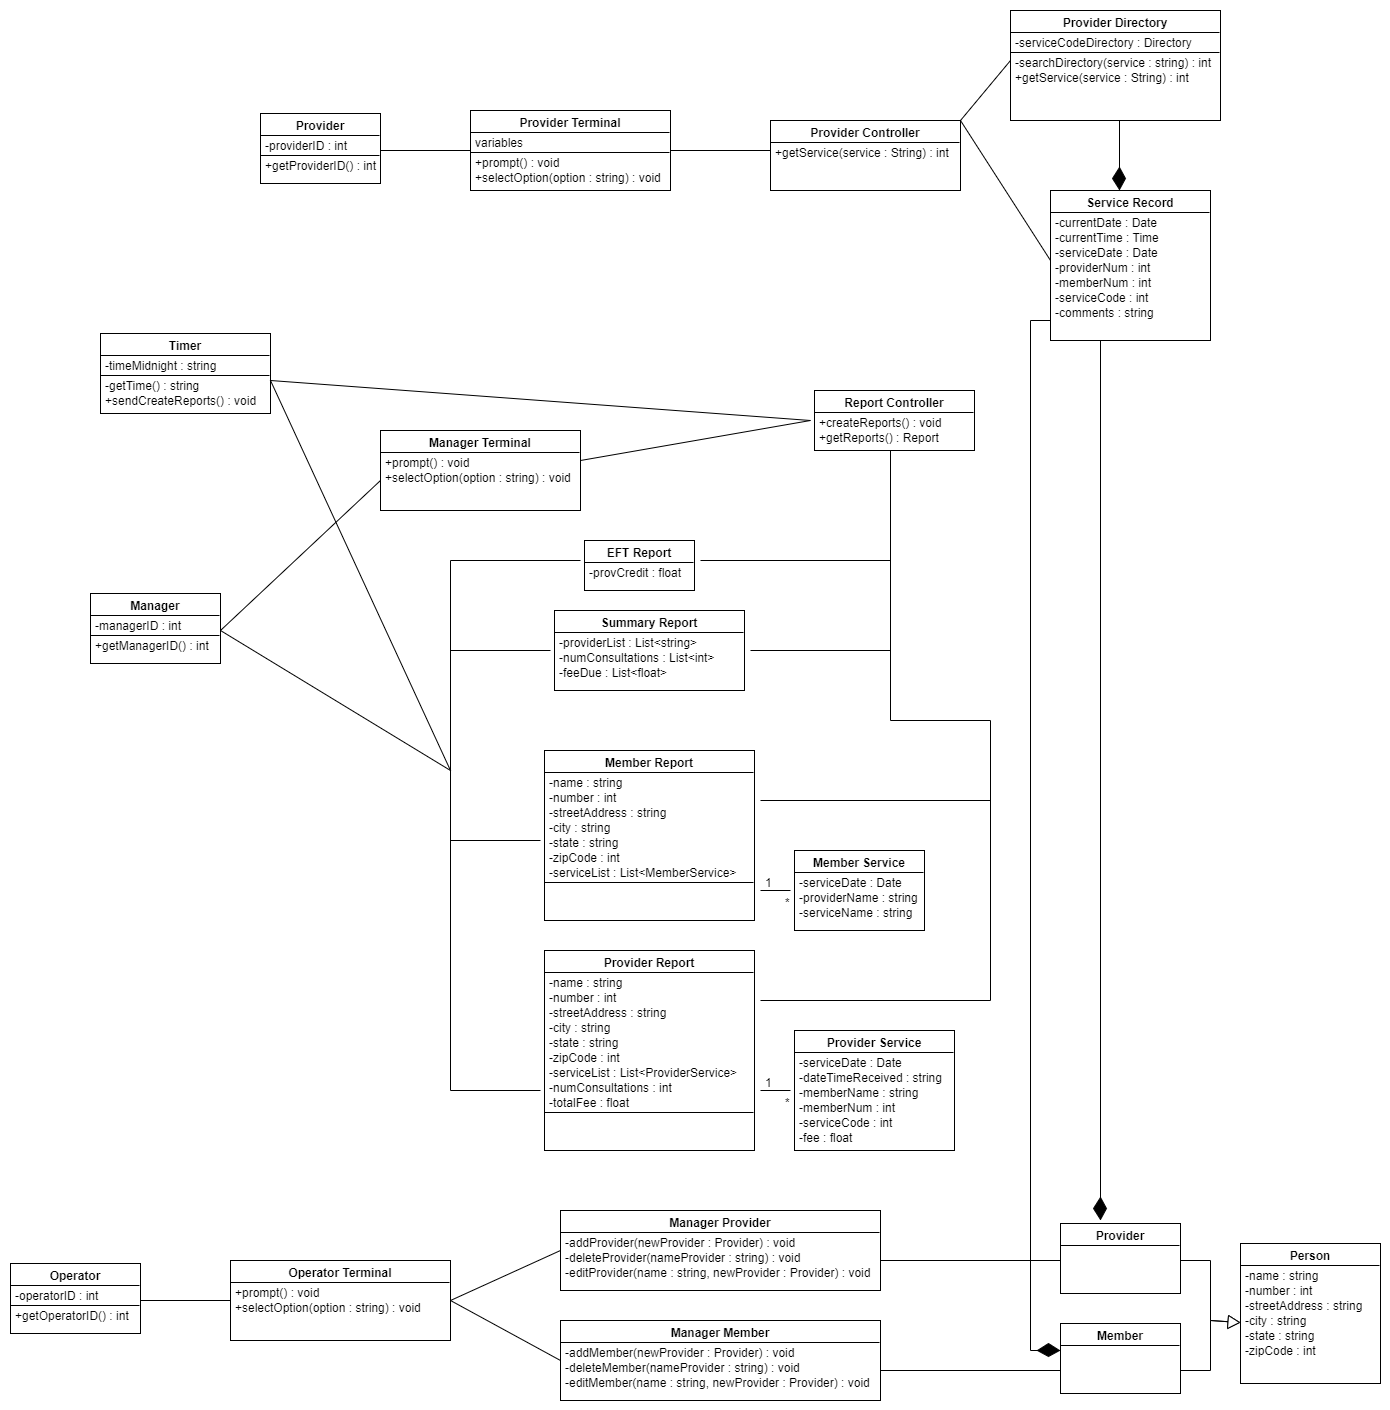 Provider Directory
-serviceCodeDirectory : Directory
-searchDirectory(service : string) : int
+getService(service : String) : int
Provider
-providerID : int
+getProviderID() : int
Provider Terminal
variables
+prompt() : void
+selectOption(option : string) : void
Provider Controller
+getService(service : String) : int
Service Record
-currentDate : Date
-currentTime : Time
-serviceDate : Date
-providerNum : int
-memberNum : int
-serviceCode : int
-comments : string
Timer
-timeMidnight : string
-getTime() : string
+sendCreateReports() : void
Manager Terminal
+prompt() : void
+selectOption(option : string) : void
Report Controller
+createReports() : void
+getReports() : Report
EFT Report
-provCredit : float
Manager
-managerID : int
+getManagerID() : int
Summary Report
-providerList : List<string>
-numConsultations : List<int>
-feeDue : List<float>
Member Report
-name : string
-number : int
-streetAddress : string
-city : string
-state : string
-zipCode : int
-serviceList : List<MemberService>
1
*
Member Service
-serviceDate : Date
-providerName : string
-serviceName : string
Provider Report
-name : string
-number : int
-streetAddress : string
-city : string
-state : string
-zipCode : int
-serviceList : List<ProviderService>
-numConsultations : int
-totalFee : float
1
*
Provider Service
-serviceDate : Date
-dateTimeReceived : string
-memberName : string
-memberNum : int
-serviceCode : int
-fee : float
Operator
-operatorID : int
+getOperatorID() : int
Operator Terminal
+prompt() : void
+selectOption(option : string) : void
Manager Provider
-addProvider(newProvider : Provider) : void
-deleteProvider(nameProvider : string) : void
-editProvider(name : string, newProvider : Provider) : void
Manager Member
-addMember(newProvider : Provider) : void
-deleteMember(nameProvider : string) : void
-editMember(name : string, newProvider : Provider) : void
Provider
Member
Person
-name : string
-number : int
-streetAddress : string
-city : string
-state : string
-zipCode : int